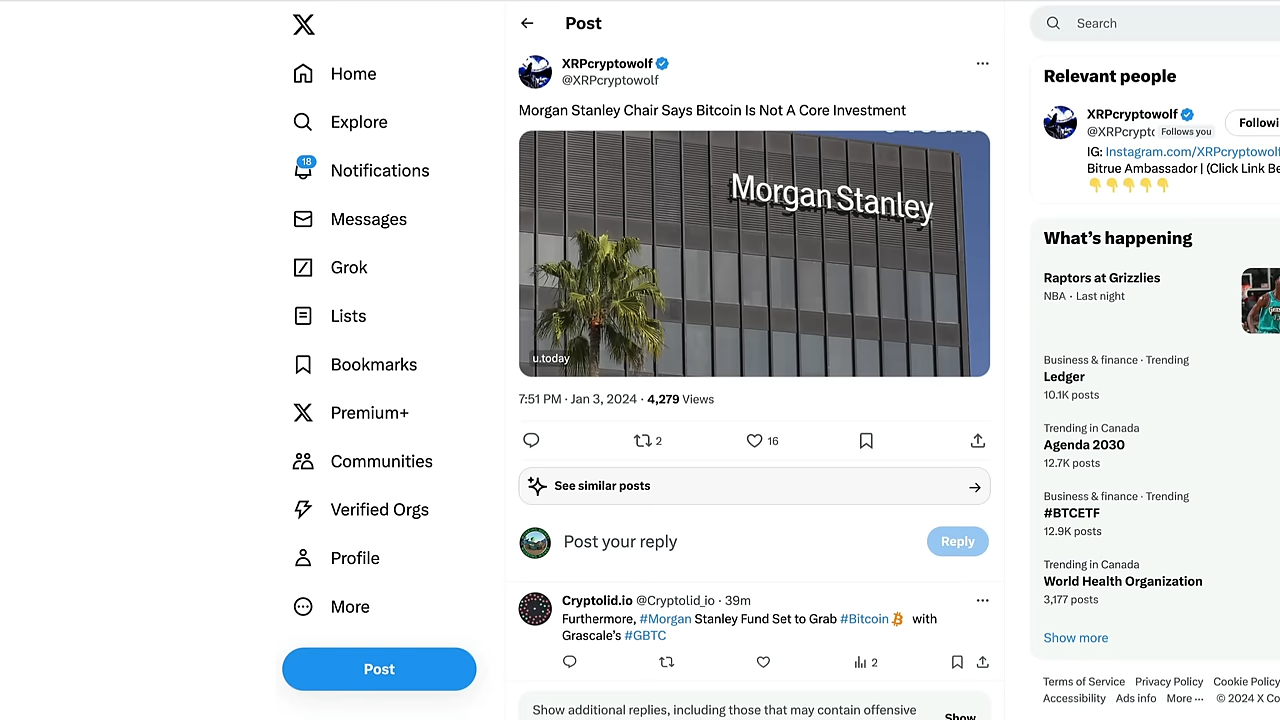 Home
Explore
18
Notifications
Messages
Grok
Lists
Bookmarks
Premium+
Communities
Verified Orgs
Profile
More
Post
Post
XRPcryptowolf
@XRPcryptowolf
Morgan Stanley Chair Says Bitcoin Is Not A Core Investment
Morgan Stanley
u.today
7:51 PM · Jan 3, 2024 · 4,279 Views
2
16
See similar posts
Post your reply
Reply
Cryptolid.io @Cryptolid_io · 39m
Furthermore, #Morgan Stanley Fund Set to Grab #Bitcoin with
Grascale's #GBTC
2
Show additional replies, including those that may contain offensive
Show
Search
Relevant people
XRPcryptowolf
@XRPcrypto Follows you
Followi
IG: Instagram.com/XRPcryptowolf
Bitrue Ambassador | (Click Link Be
What's happening
Raptors at Grizzlies
NBA · Last night
Business & finance · Trending
Ledger
10.1K posts
Trending in Canada
Agenda 2030
12.7K posts
Business & finance · Trending
#BTCETF
12.9K posts
Trending in Canada
World Health Organization
3,177 posts
Show more
Terms of Service Privacy Policy Cookie Policy
Accessibility Ads info More ··· © 2024 X Co